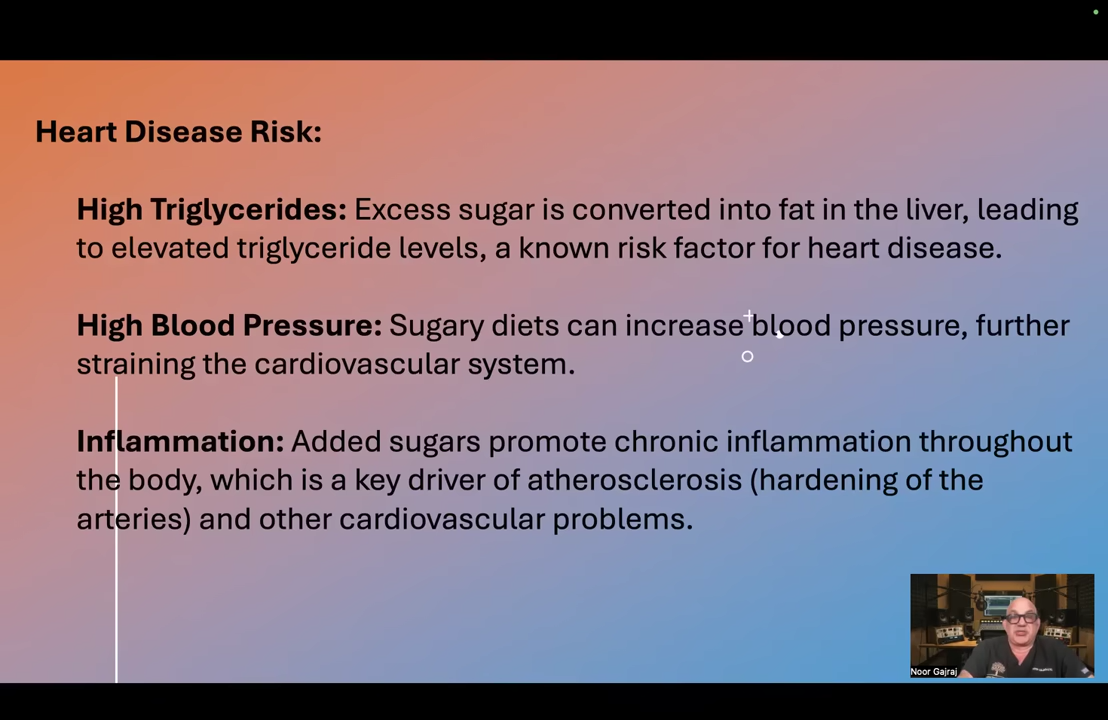 Heart Disease Risk:
High Triglycerides: Excess sugar is converted into fat in the liver, leading
to elevated triglyceride levels, a known risk factor for heart disease.
High Blood Pressure: Sugary diets can increase blood pressure, further
straining the cardiovascular system.
Inflammation: Added sugars promote chronic inflammation throughout
the body, which is a key driver of atherosclerosis (hardening of the
arteries) and other cardiovascular problems.
Noor Gajraj